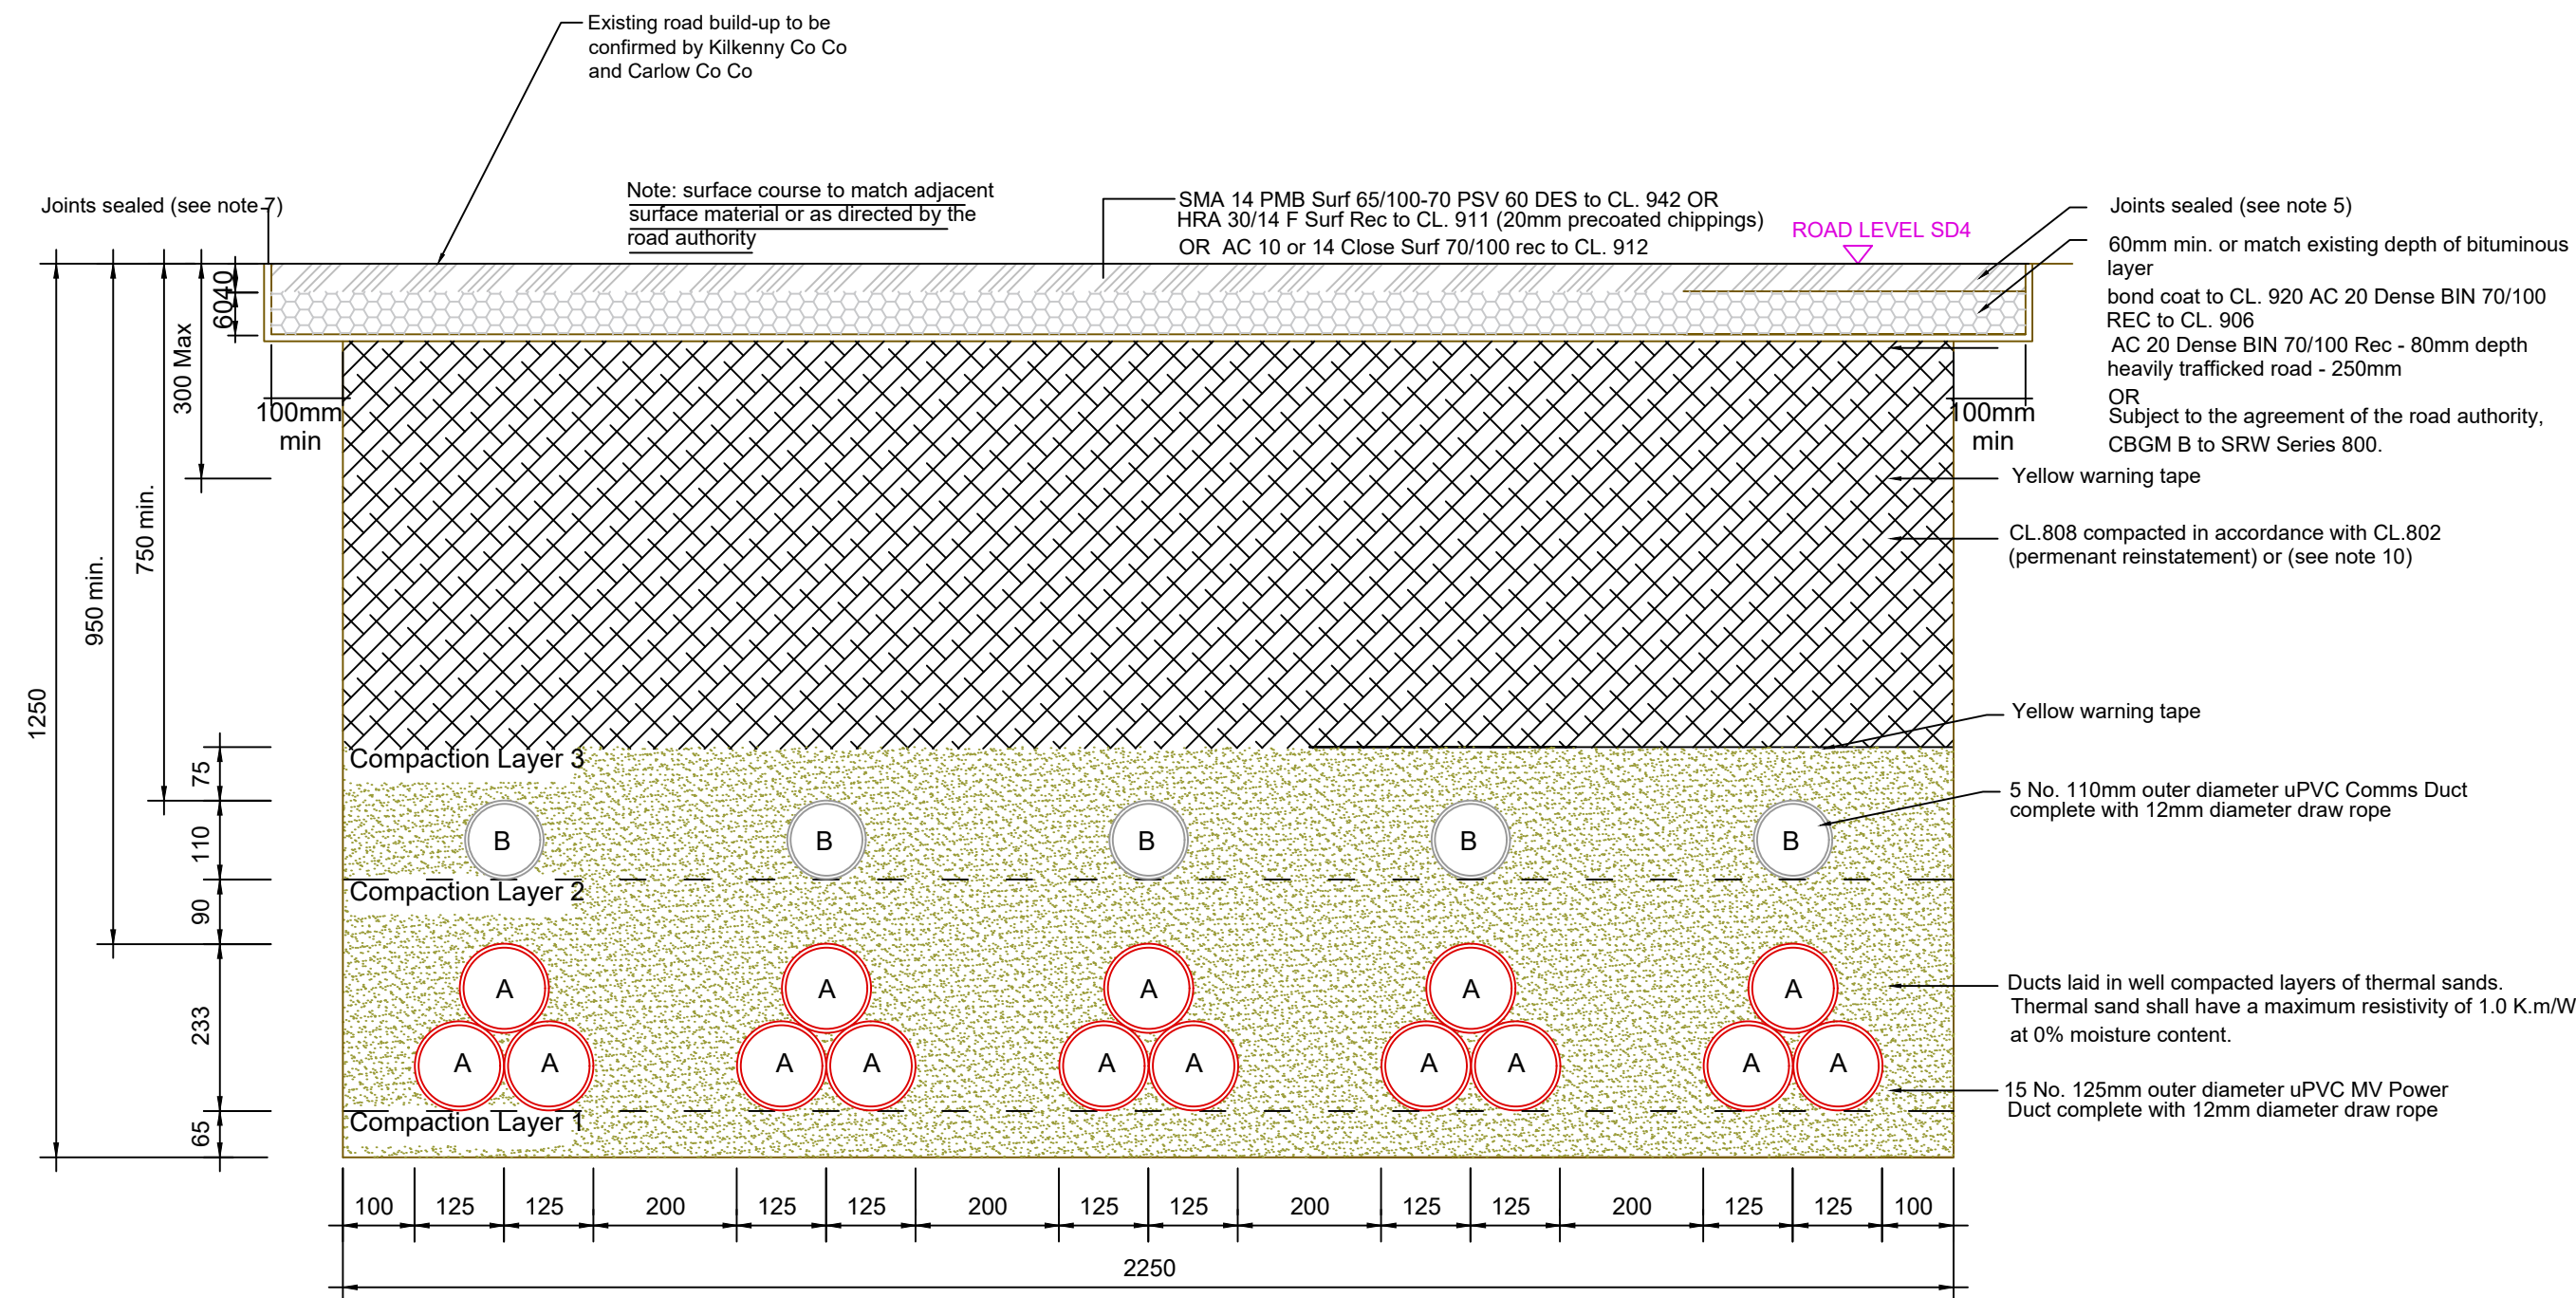 Existing road build-up to be
confirmed by Kilkenny Co Co
and Carlow Co Co
Joints sealed (see note 7)
Note: surface course to match adjacent
surface material or as directed by the
road authority
SMA 14 PMB Surf 65/100-70 PSV 60 DES to CL. 942 OR
HRA 30/14 F Surf Rec to CL. 911 (20mm precoated chippings)
OR AC 10 or 14 Close Surf 70/100 rec to CL. 912
ROAD LEVEL SD4
Joints sealed (see note 5)
60mm min. or match existing depth of bituminous
layer
bond coat to CL. 920 AC 20 Dense BIN 70/100
REC to CL. 906
AC 20 Dense BIN 70/100 Rec - 80mm depth
heavily trafficked road - 250mm
OR
Subject to the agreement of the road authority,
CBGM B to SRW Series 800.
Yellow warning tape
CL.808 compacted in accordance with CL.802
(permenant reinstatement) or (see note 10)
Yellow warning tape
5 No. 110mm outer diameter uPVC Comms Duct
complete with 12mm diameter draw rope
Ducts laid in well compacted layers of thermal sands.
Thermal sand shall have a maximum resistivity of 1.0 K.m/W
at 0% moisture content.
15 No. 125mm outer diameter uPVC MV Power
Duct complete with 12mm diameter draw rope
40
60
300 Max
750 min.
950 min.
1250
100mm
min
100mm
min
75
110
90
233
65
Compaction Layer 3
B B B B B
Compaction Layer 2
A A A A A
A A A A A A A A A A
Compaction Layer 1
100 125 125 200 125 125 200 125 125 200 125 125 200 125 125 100
2250